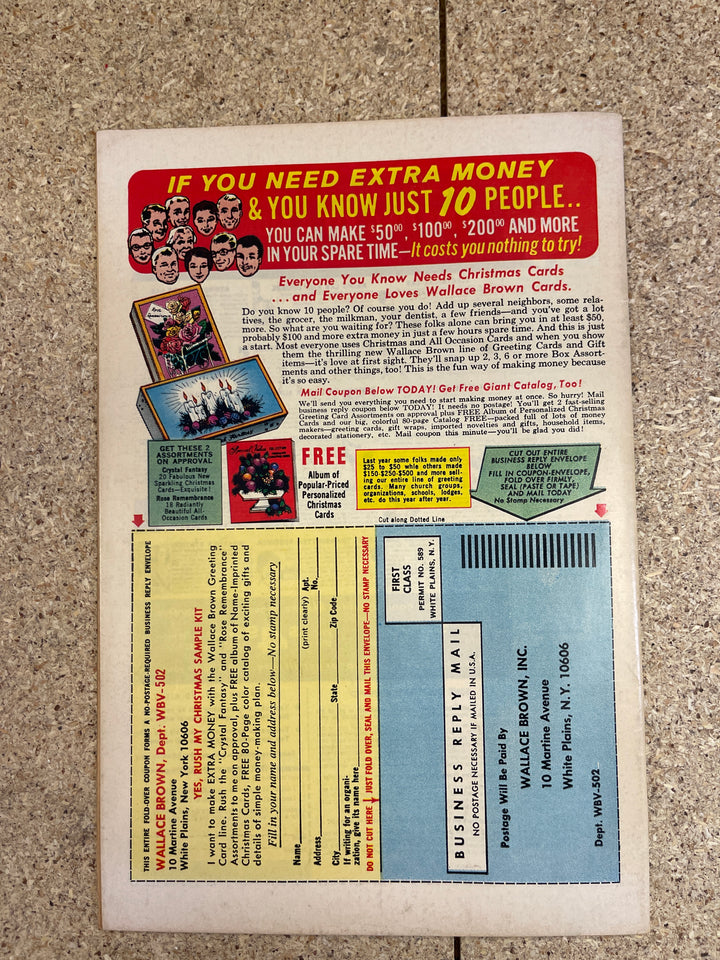 IF YOU NEED EXTRA MONEY
& YOU KNOW JUST 10 PEOPLE..
YOU CAN MAKE $50.00, $100.00, $200.00 AND MORE
IN YOUR SPARE TIME—It costs you nothing to try!
Everyone You Know Needs Christmas Cards
...and Everyone Loves Wallace Brown Cards.
Do you know 10 people? Of course you do! Add up several neighbors, some rela-
tives, the grocer, the milkman, your dentist, a few friends—and you've got a lot
more. So what are you waiting for? These folks alone can bring you in at least $50,
probably $100 and more extra money in just a few hours spare time. And this is just
a start. Most everyone uses Christmas and All Occasion Cards and when you show
them the thrilling new Wallace Brown line of Greeting Cards and Gift
items—it's love at first sight. They'll snap up 2, 3, 6 or more Box Assort-
ments and other things, too! This is the fun way of making money because
it's so easy.
Mail Coupon Below TODAY! Get Free Giant Catalog, Too!
We'll send you everything you need to start making money at once. So hurry! Mail
business reply coupon below TODAY! It needs no postage! You'll get 2 fast-selling
Greeting Card Assortments on approval plus FREE Album of Personalized Christmas
Cards and our big, colorful 80-page Catalog FREE—packed full of lots of money
makers—greeting cards, gift wraps, imported novelties and gifts, household items,
decorated stationery, etc. Mail coupon this minute—you'll be glad you did!
GET THESE 2
ASSORTMENTS
ON APPROVAL
Crystal Fantasy
20 Fabulous New
Sparkling Christmas
Cards—Exquisite!
Rose Remembrance
18 Radiantly
Beautiful All-
Occasion Cards
FREE
Album of
Popular-Priced
Personalized
Christmas
Cards
Last year some folks made only
$25 to $50 while others made
$150-$250-$500 and more sell-
ing our entire line of greeting
cards. Many church groups,
organizations, schools, lodges,
etc. do this year after year.
CUT OUT ENTIRE
BUSINESS REPLY ENVELOPE
BELOW
FILL IN COUPON-ENVELOPE,
FOLD OVER FIRMLY,
SEAL (PASTE OR TAPE)
AND MAIL TODAY
No Stamp Necessary
Cut along Dotted Line
THIS ENTIRE FOLD-OVER COUPON FORMS A NO-POSTAGE-REQUIRED BUSINESS REPLY ENVELOPE
WALLACE BROWN, Dept. WBV-502
10 Martine Avenue
White Plains, New York 10606
YES, RUSH MY CHRISTMAS SAMPLE KIT
I want to make EXTRA MONEY with the Wallace Brown Greeting
Card line. Rush the "Crystal Fantasy" and "Rose Remembrance"
Assortments to me on approval, plus FREE album of Name-Imprinted
Christmas Cards, FREE 80-Page color catalog of exciting gifts and
details of simple money-making plan.
Fill in your name and address below—No stamp necessary
Name
(print clearly)
Apt.
No.
Address
City
State
Zip Code
If writing for an organi-
zation, give its name here
DO NOT CUT HERE JUST FOLD OVER, SEAL AND MAIL THIS ENVELOPE—NO STAMP NECESSARY
FIRST
CLASS
PERMIT NO. 589
WHITE PLAINS, N.Y.
BUSINESS REPLY MAIL
NO POSTAGE NECESSARY IF MAILED IN U.S.A.
Postage Will Be Paid By
WALLACE BROWN, INC.
10 Martine Avenue
White Plains, N.Y. 10606
Dept. WBV-502